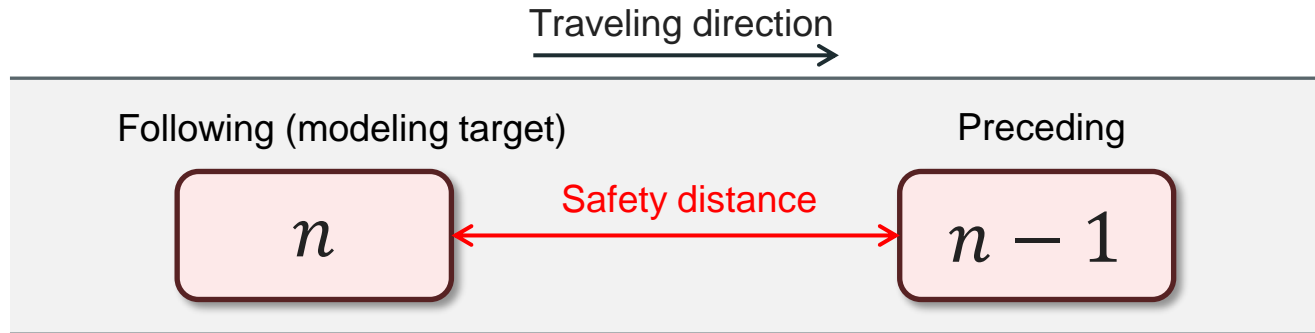 Traveling direction
Following (modeling target)
Preceding
Safety distance
n
n − 1